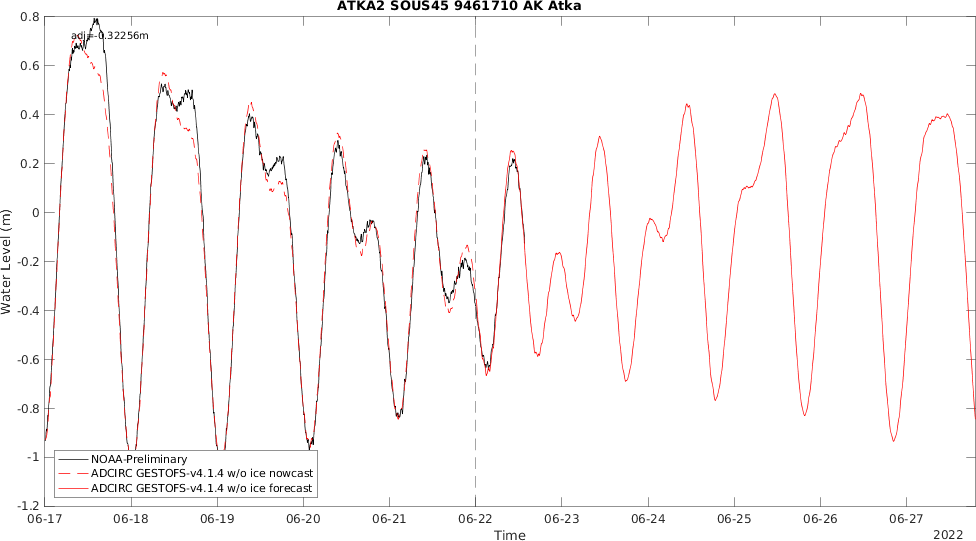 ATKA2 SOUS45 9461710 AK Atka
adj=-0.32256m
0.8
0.6
0.4
0.2
0
-0.2
-0.4
-0.6
-0.8
-1
-1.2
Water Level (m)
NOAA-Preliminary
ADCIRC GESTOFS-v4.1.4 w/o ice nowcast
ADCIRC GESTOFS-v4.1.4 w/o ice forecast
06-17 06-18 06-19 06-20 06-21 06-22 06-23 06-24 06-25 06-26 06-27
Time
2022